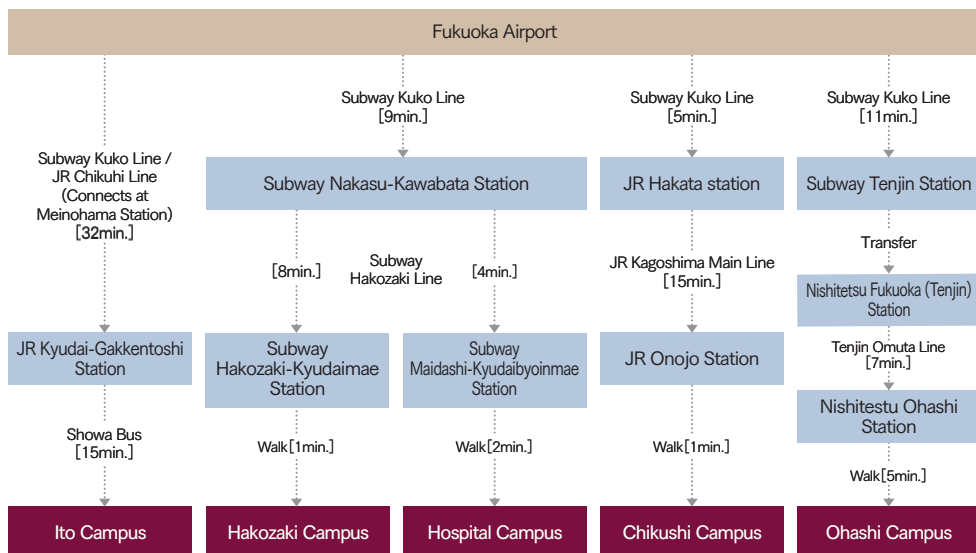 Fukuoka Airport
Subway Kuko Line /
JR Chikuhi Line
(Connects at
Meinohama Station)
[32min.]
JR Kyudai-Gakkentoshi
Station
Showa Bus
[15min.]
Ito Campus
Subway Kuko Line
[9min.]
Subway Nakasu-Kawabata Station
[8min.]
Subway
Hakozaki Line
[4min.]
Subway
Hakozaki-Kyudaimae
Station
Walk[1min.]
Hakozaki Campus
Subway
Maidashi-Kyudaibyoinmae
Station
Walk[2min.]
Hospital Campus
Subway Kuko Line
[5min.]
JR Hakata station
JR Kagoshima Main Line
[15min.]
JR Onojo Station
Walk[1min.]
Chikushi Campus
Subway Kuko Line
[11min.]
Subway Tenjin Station
Transfer
Nishitetsu Fukuoka (Tenjin)
Station
Tenjin Omuta Line
[7min.]
Nishitestu Ohashi
Station
Walk[5min.]
Ohashi Campus